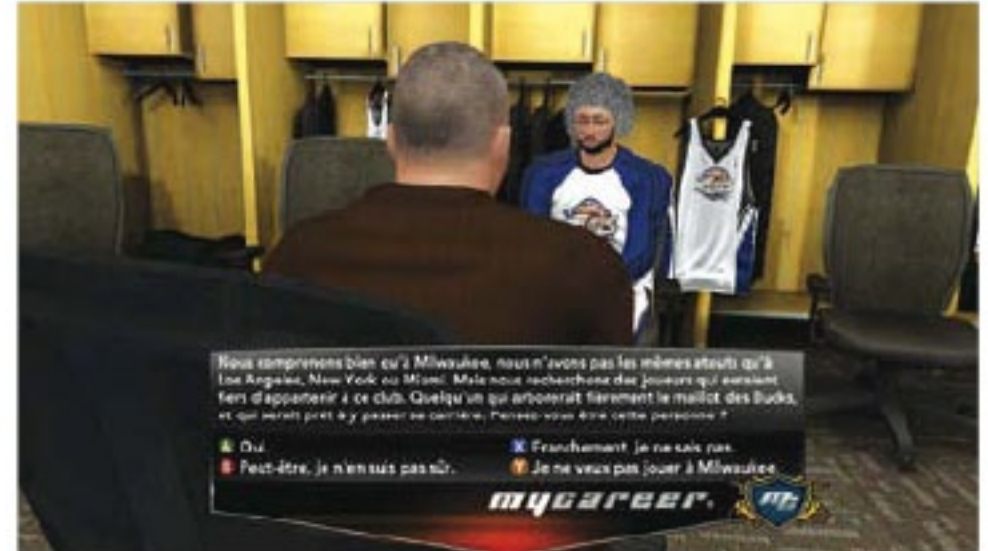 Nous comprenons bien qu'à Milwaukee, nous n'avons pas les mêmes atouts qu'à
Los Angeles, New York ou Miami. Mais nous recherchons des joueurs qui seraient
fiers d'appartenir à ce club. Quelqu'un qui arborerait fièrement le maillot des Bucks,
et qui serait prêt à y passer sa carrière. Pensez-vous être cette personne ?
A Oui.
X Franchement, je ne sais pas.
B Peut-être, je n'en suis pas sûr.
Y Je ne veux pas jouer à Milwaukee
mycareer.
MC